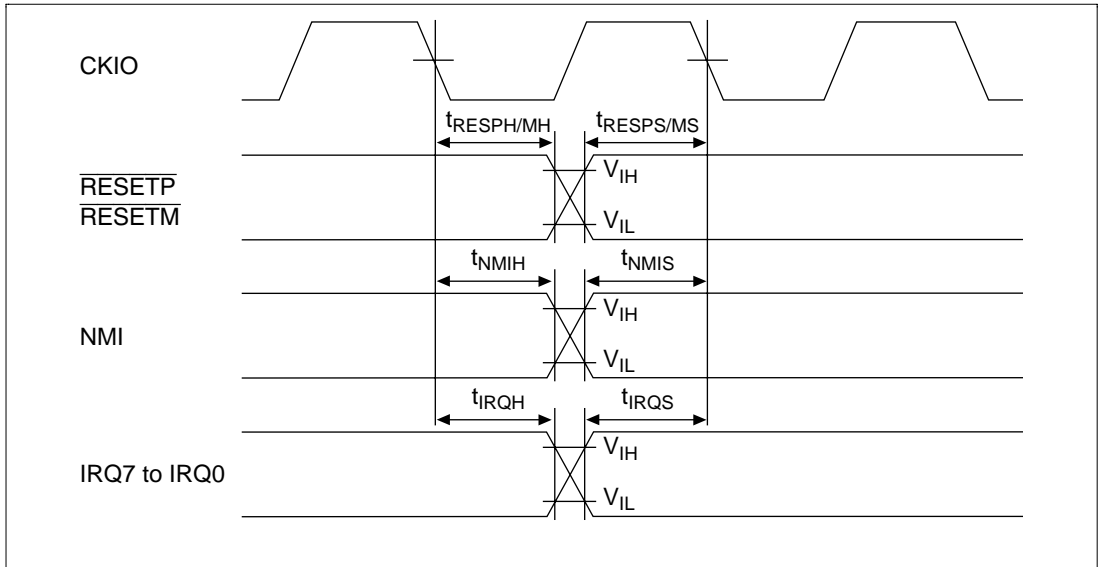 CKIO
tRESPH/MH tRESPS/MS
RESETP
RESETM
VIH
VIL
tNMIH tNMIS
NMI
VIH
VIL
tIRQH tIRQS
IRQ7 to IRQ0
VIH
VIL